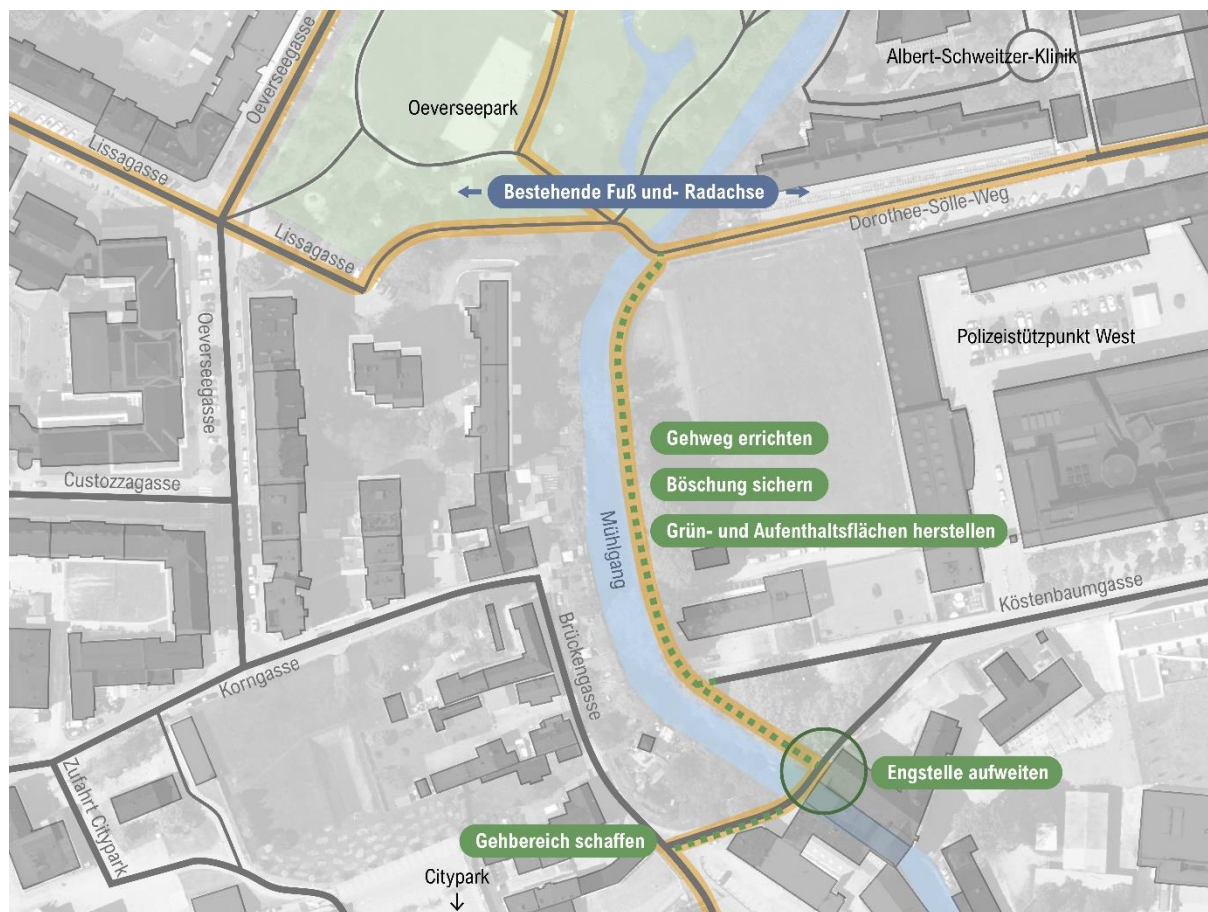 Albert-Schweitzer-Klinik
Oeverseegasse
Oeverseepark
Lissagasse
Bestehende Fuß und- Radachse
Dorothee-Sölle-Weg
Lissagasse
Oeverseegasse
Polizeistützpunkt West
Gehweg errichten
Custozzagasse
Böschung sichern
Grün- und Aufenthaltsflächen herstellen
Mühlgang
Köstenbaumgasse
Brückengasse
Korngasse
Engstelle aufweiten
Zufahrt Citypark
Gehbereich schaffen
Citypark